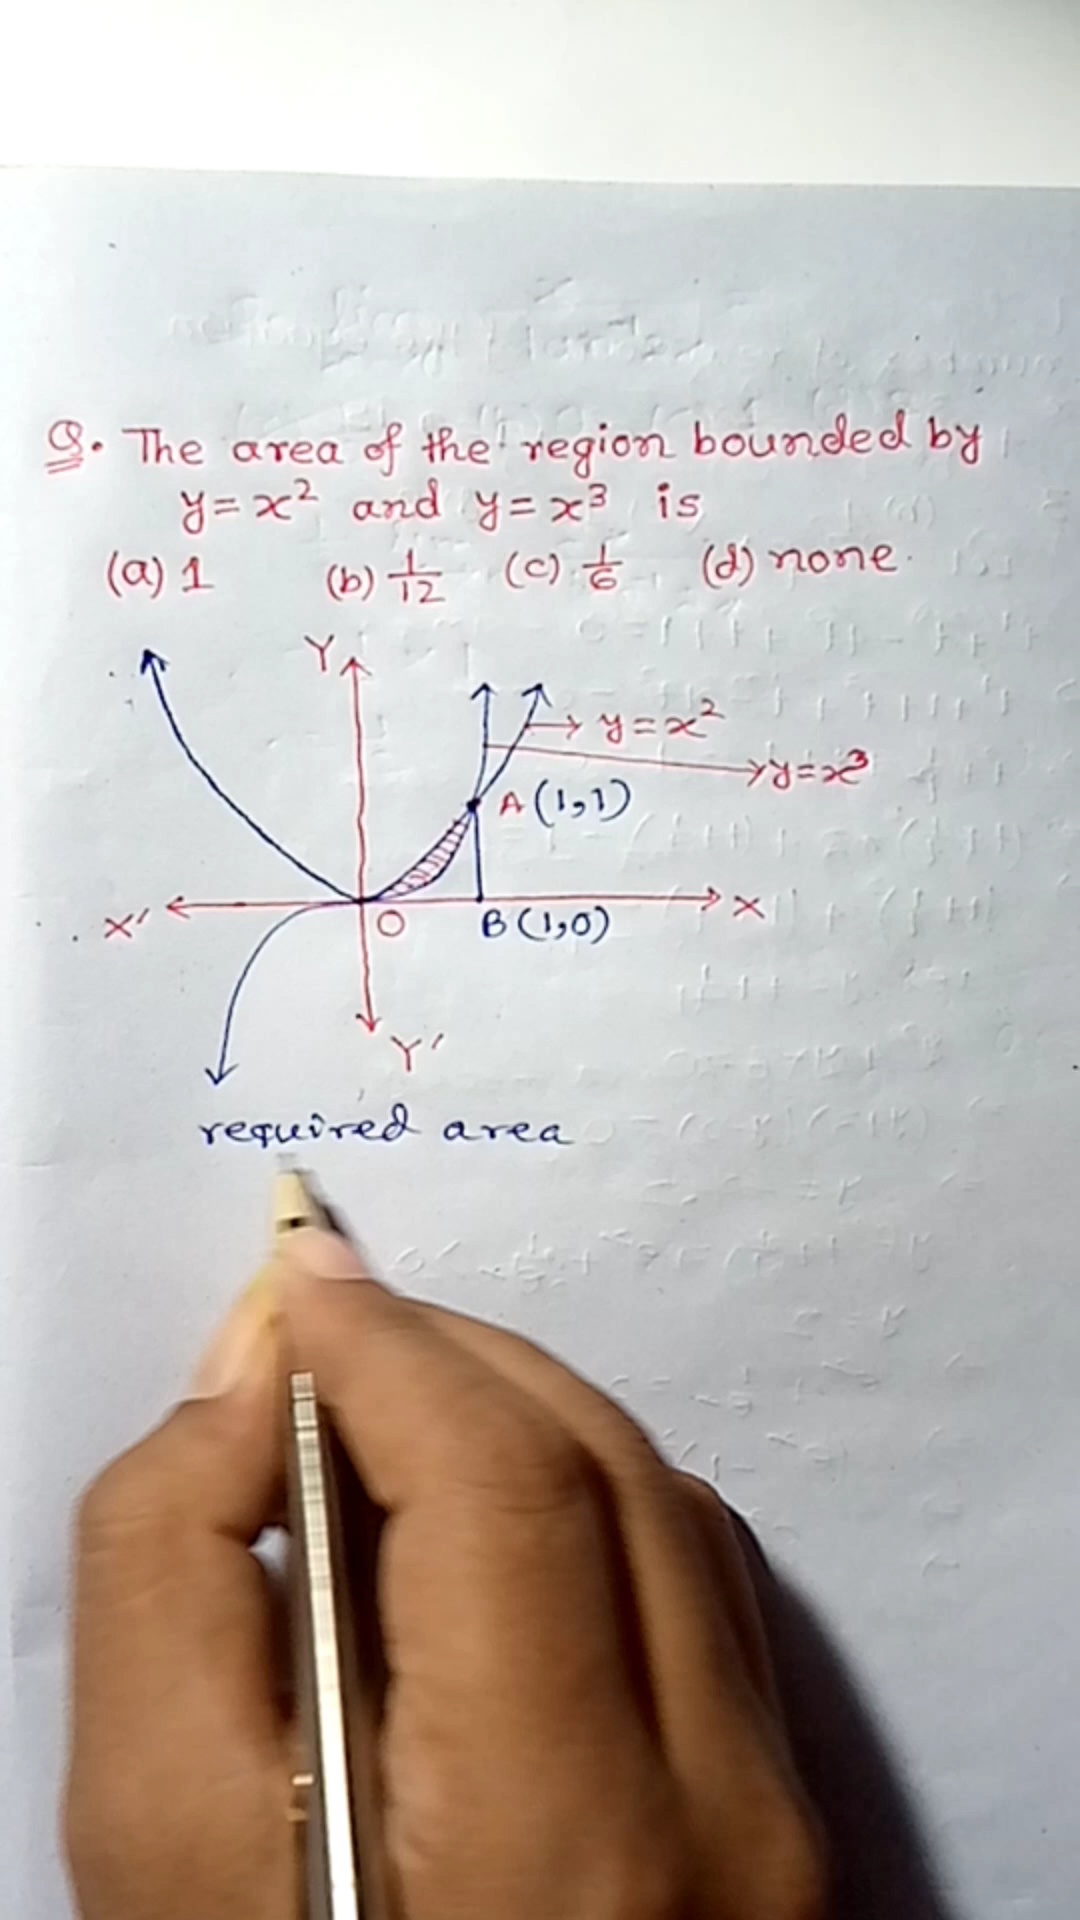 Q. The area of the region bounded by
y = x² and y = x³ is
(a) 1 (b) 1/12 (c) 1/6 (d) none
Y
y = x²
y = x³
A (1,1)
X' O B (1,0) X
Y'
required area